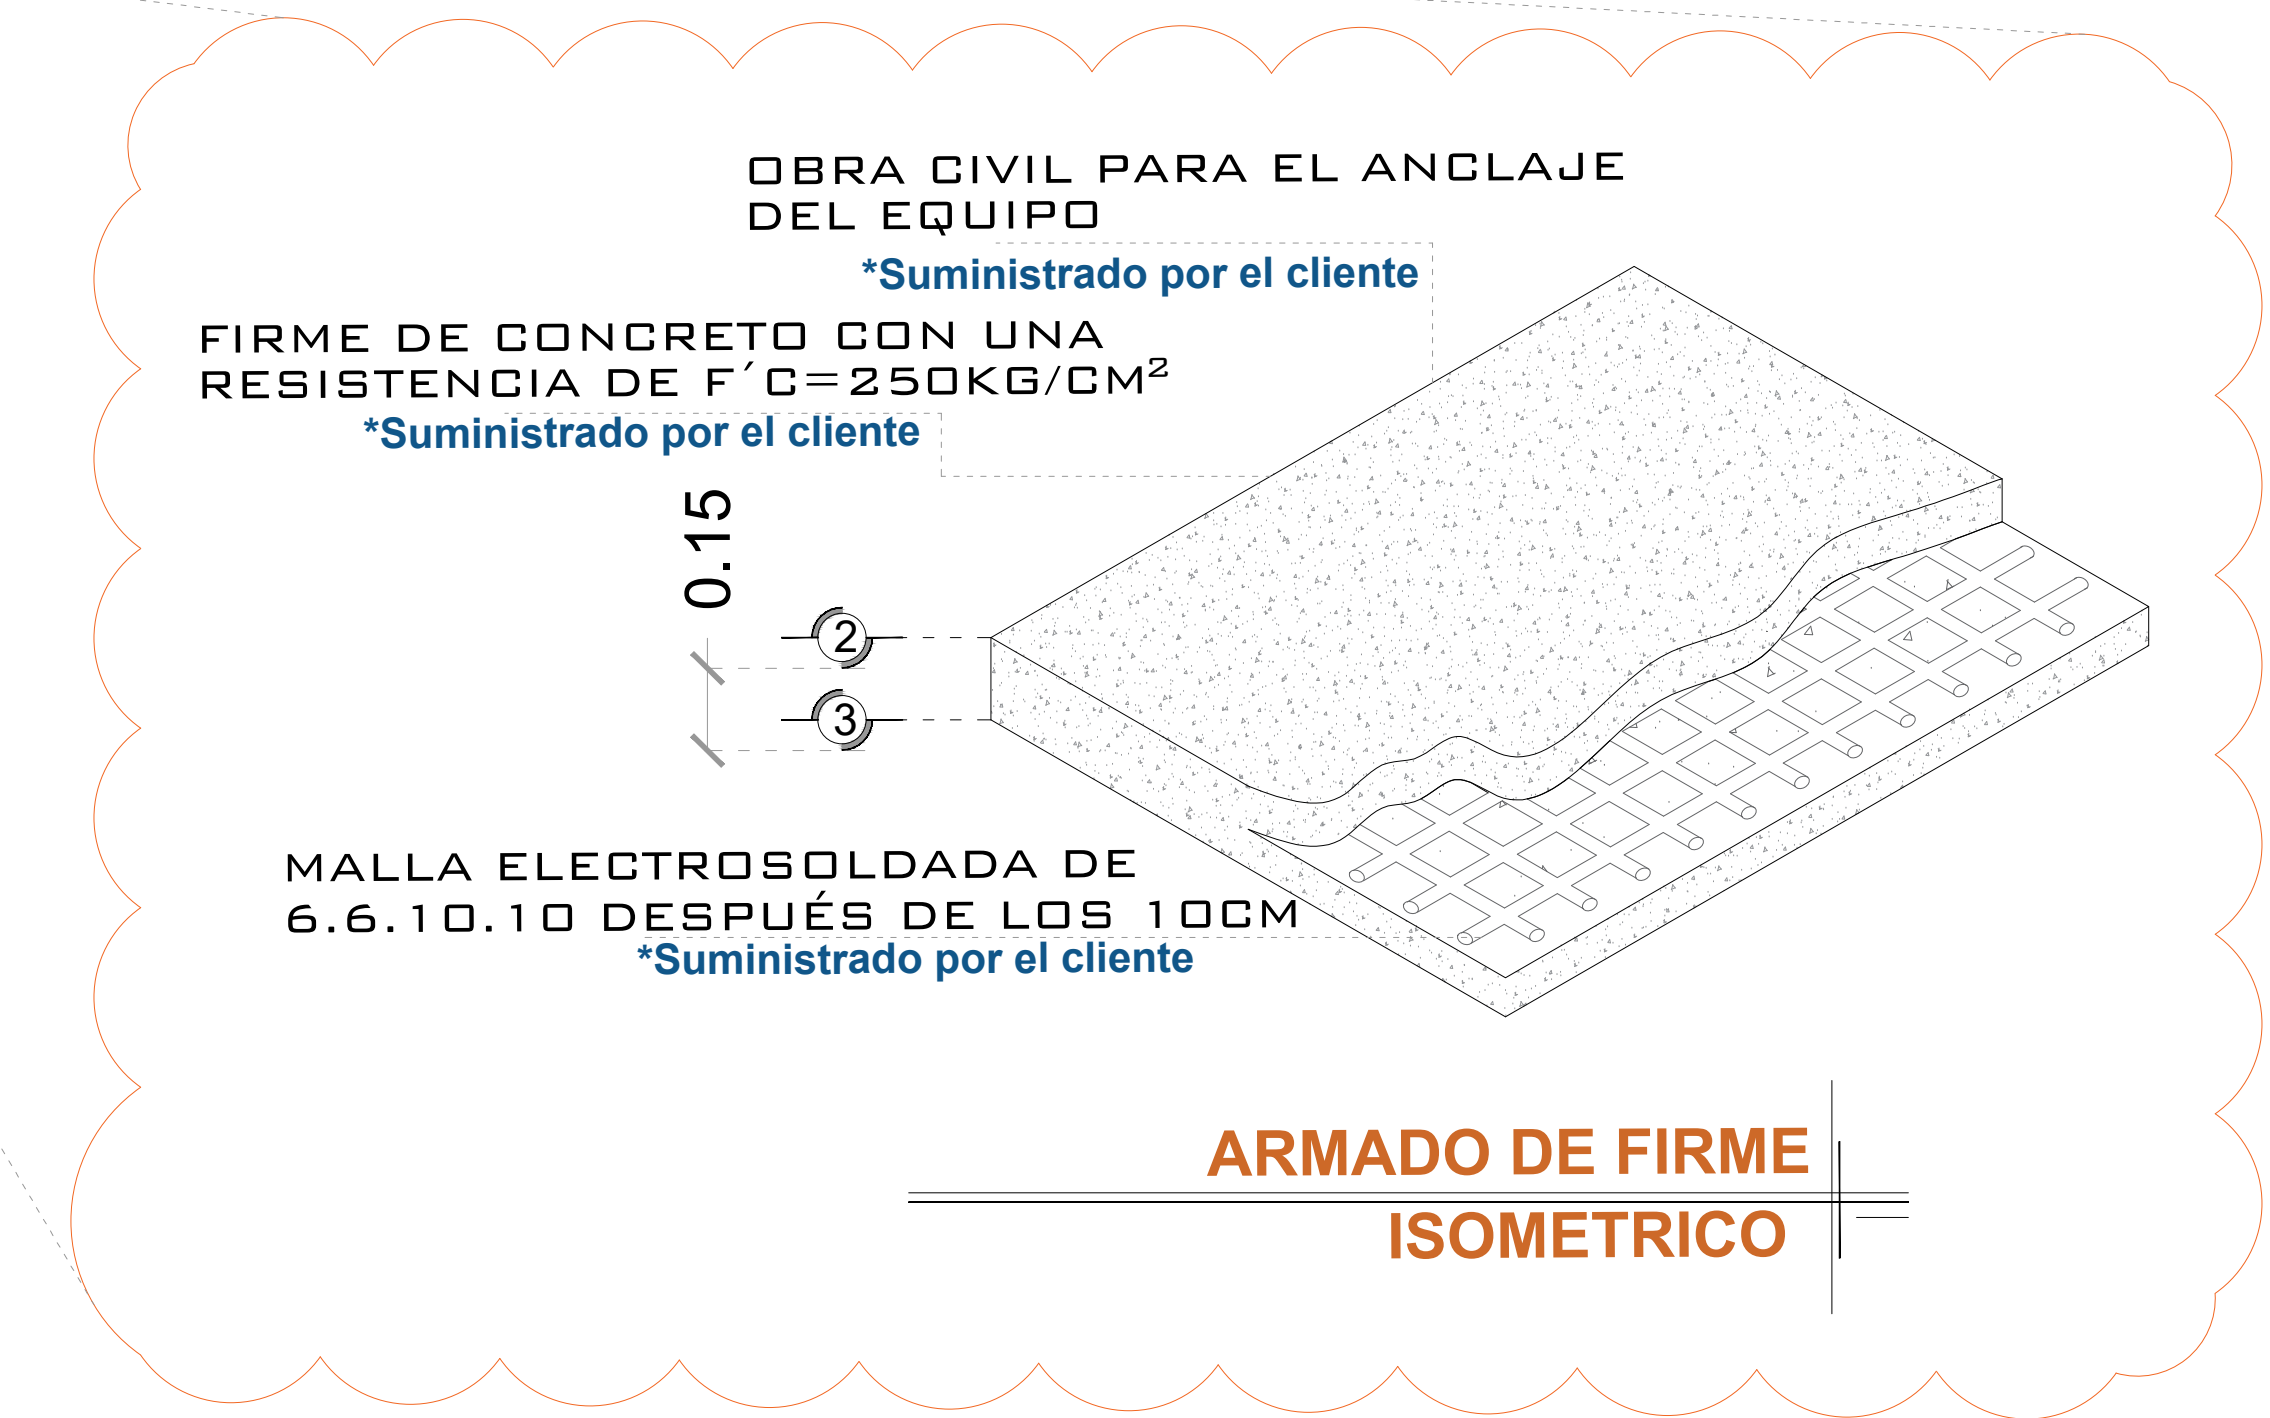 OBRA CIVIL PARA EL ANCLAJE
DEL EQUIPO
*Suministrado por el cliente
FIRME DE CONCRETO CON UNA
RESISTENCIA DE F´C=250KG/CM²
*Suministrado por el cliente
0.15
2
3
MALLA ELECTROSOLDADA DE
6.6.10.10 DESPUÉS DE LOS 10CM
*Suministrado por el cliente
ARMADO DE FIRME
ISOMETRICO